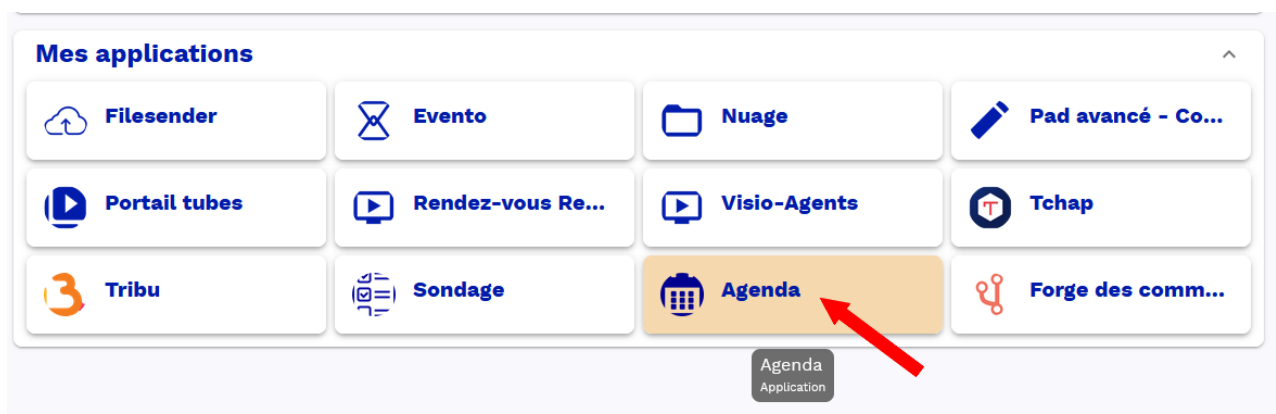 Mes applications
Filesender
Evento
Nuage
Pad avancé - Co...
Portail tubes
Rendez-vous Re...
Visio-Agents
Tchap
Tribu
Sondage
Agenda
Forge des comm...
Agenda
Application